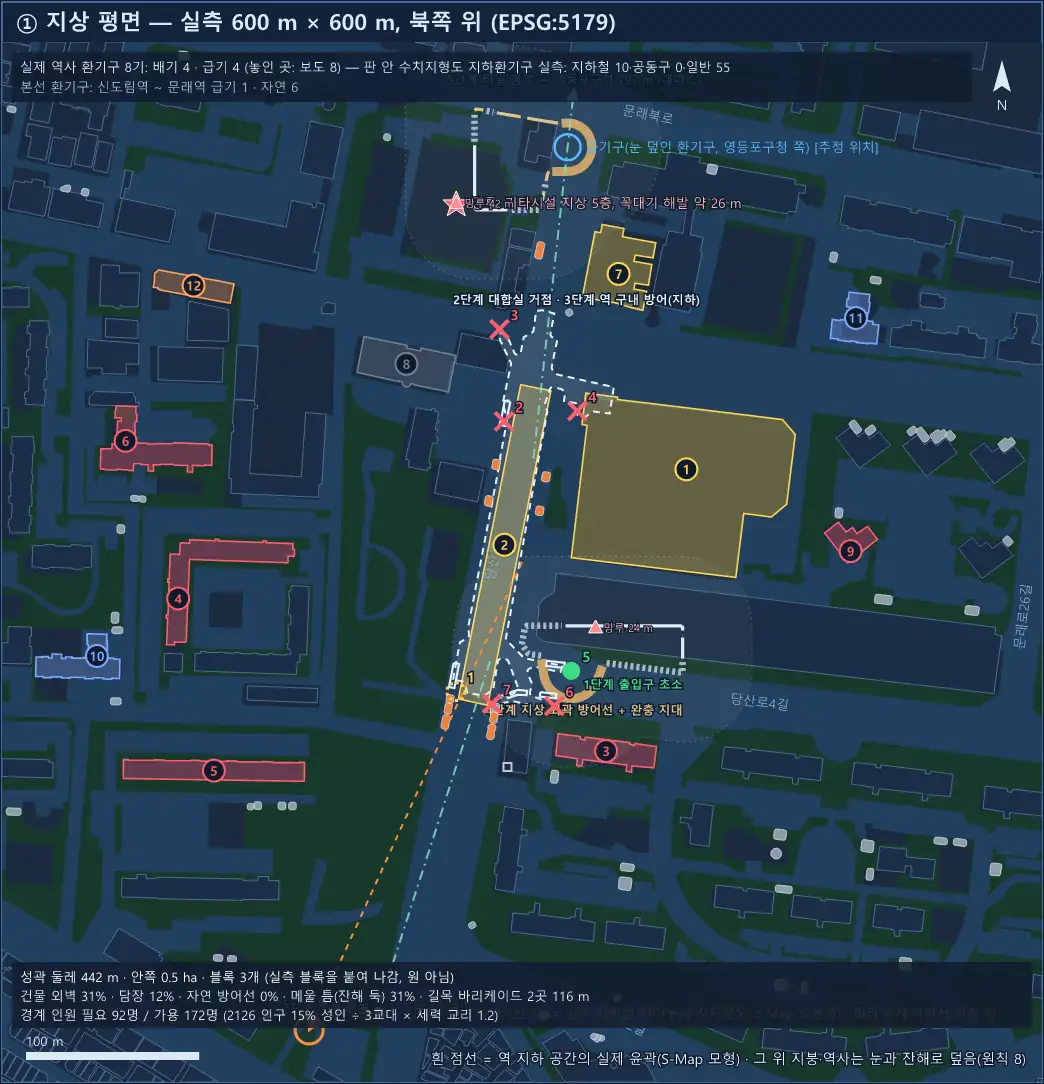 ① 지상 평면 — 실측 600 m × 600 m, 북쪽 위 (EPSG:5179)
실제 역사 환기구 8기: 배기 4 · 급기 4 (놓인 곳: 보도 8) — 판 안 수치지형도 지하환기구 실측: 지하철 10·공동구 0·일반 55
본선 환기구: 신도림역 ~ 문래역 급기 1 · 자연 6
N
문래북로
기구(눈 덮인 환기구, 영등포구청 쪽) [추정 위치]
기타시설 지상 5층, 꼭대기 해발 약 26 m
7
12
2단계 대합실 거점 · 3단계 역 구내 방어(지하)
3
11
8
4
2
6
1
2
9
4
문래로26길
망루 24 m
10
5
1단계 출입구 초소
1
7
6
당산로4길
단계 지상 외곽 방어선 + 완충 지대
3
5
성곽 둘레 442 m · 안쪽 0.5 ha · 블록 3개 (실측 블록을 붙여 나감, 원 아님)
건물 외벽 31% · 담장 12% · 자연 방어선 0% · 메울 틈(잔해 둑) 31% · 길목 바리케이드 2곳 116 m
경계 인원 필요 92명 / 가용 172명 (2126 인구 15% 성인 ÷ 3교대 × 세력 교리 1.2)
100 m
흰 점선 = 역 지하 공간의 실제 윤곽(S-Map 모형) · 그 위 지붕·역사는 눈과 잔해로 덮음(원칙 8)